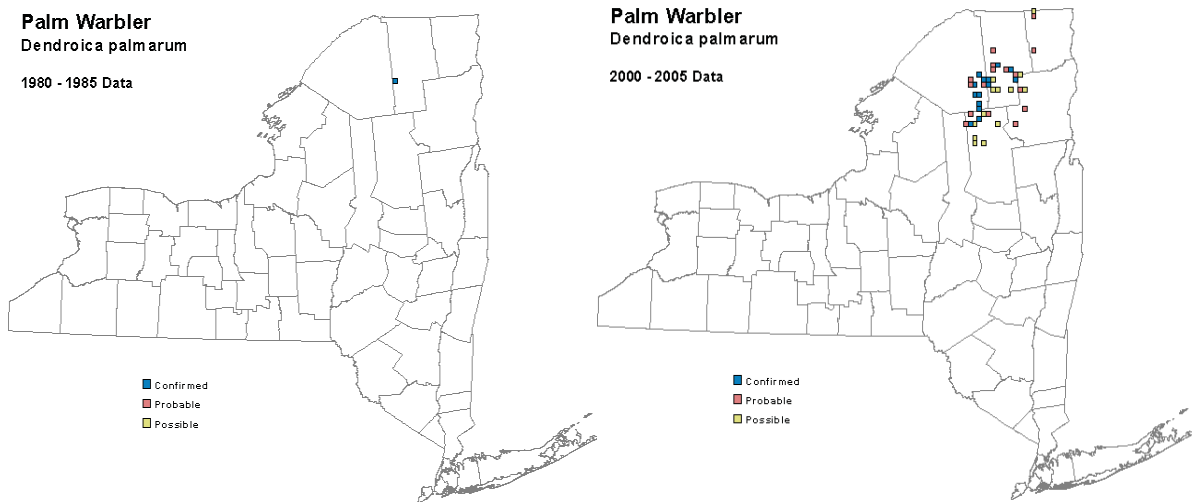 Palm Warbler
Dendroica palmarum
1980 - 1985 Data
Confirmed
Probable
Possible
Palm Warbler
Dendroica palmarum
2000 - 2005 Data
Confirmed
Probable
Possible